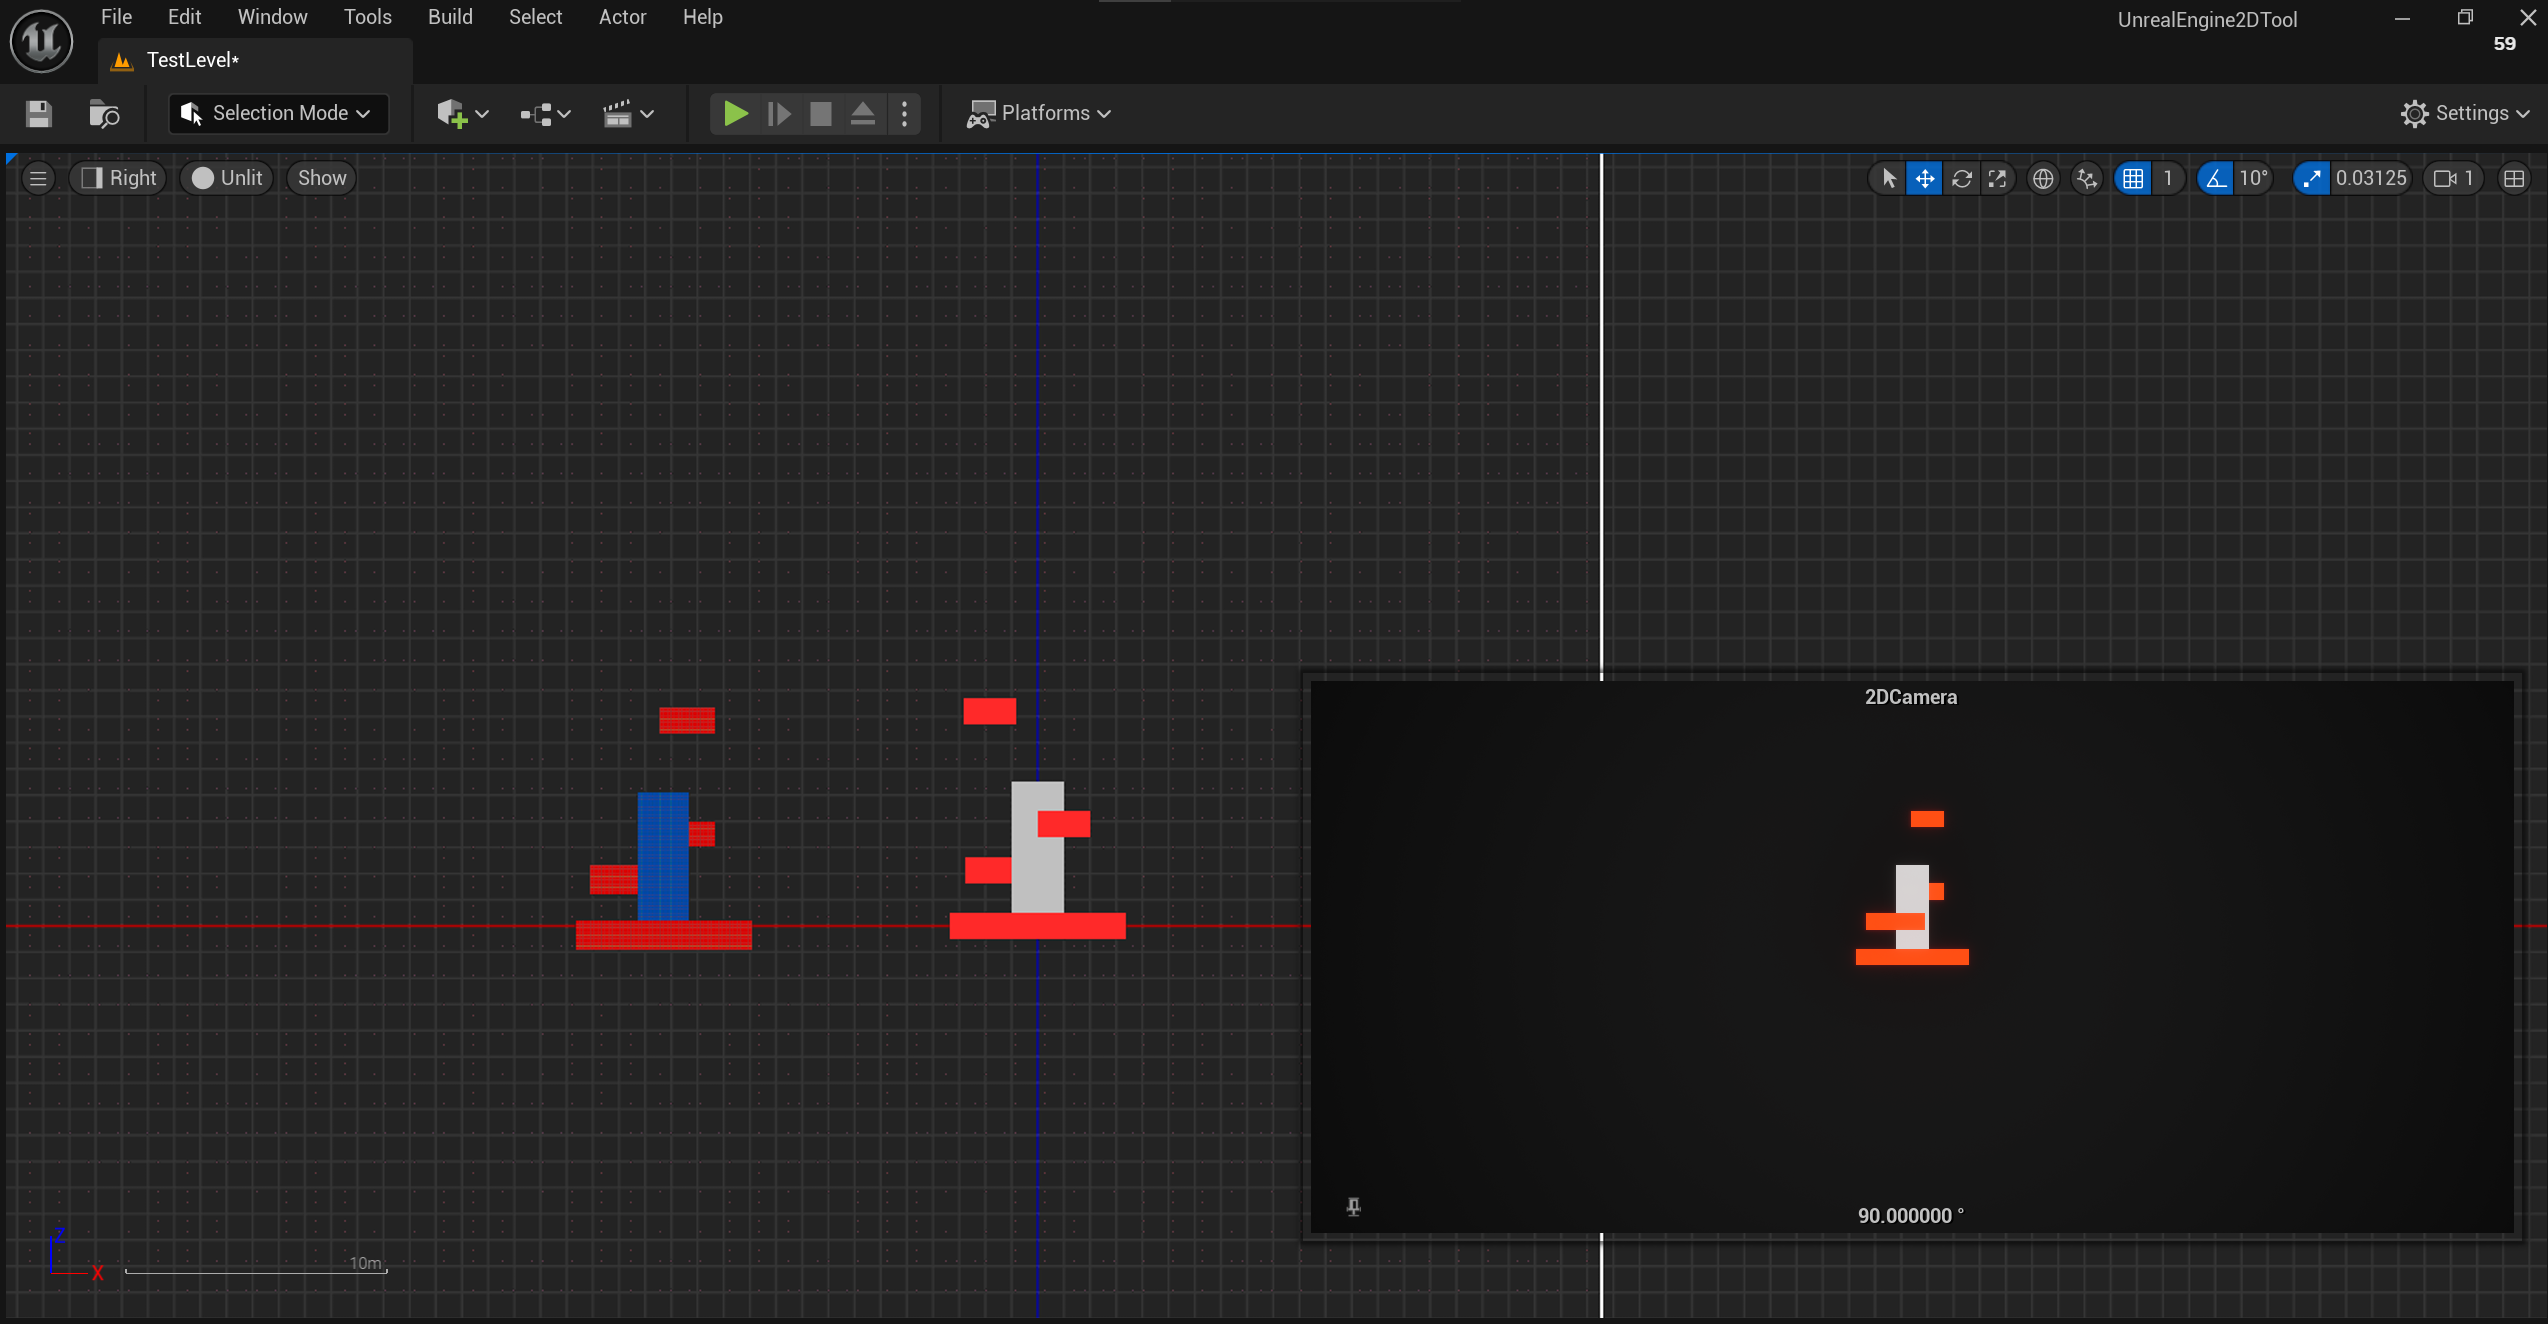 File Edit Window Tools Build Select Actor Help
UnrealEngine2DTool
59
TestLevel*
Selection Mode
Platforms
Settings
Right Unlit Show
1 10° 0.03125 1
2DCamera
90.000000 °
Z
X
10m